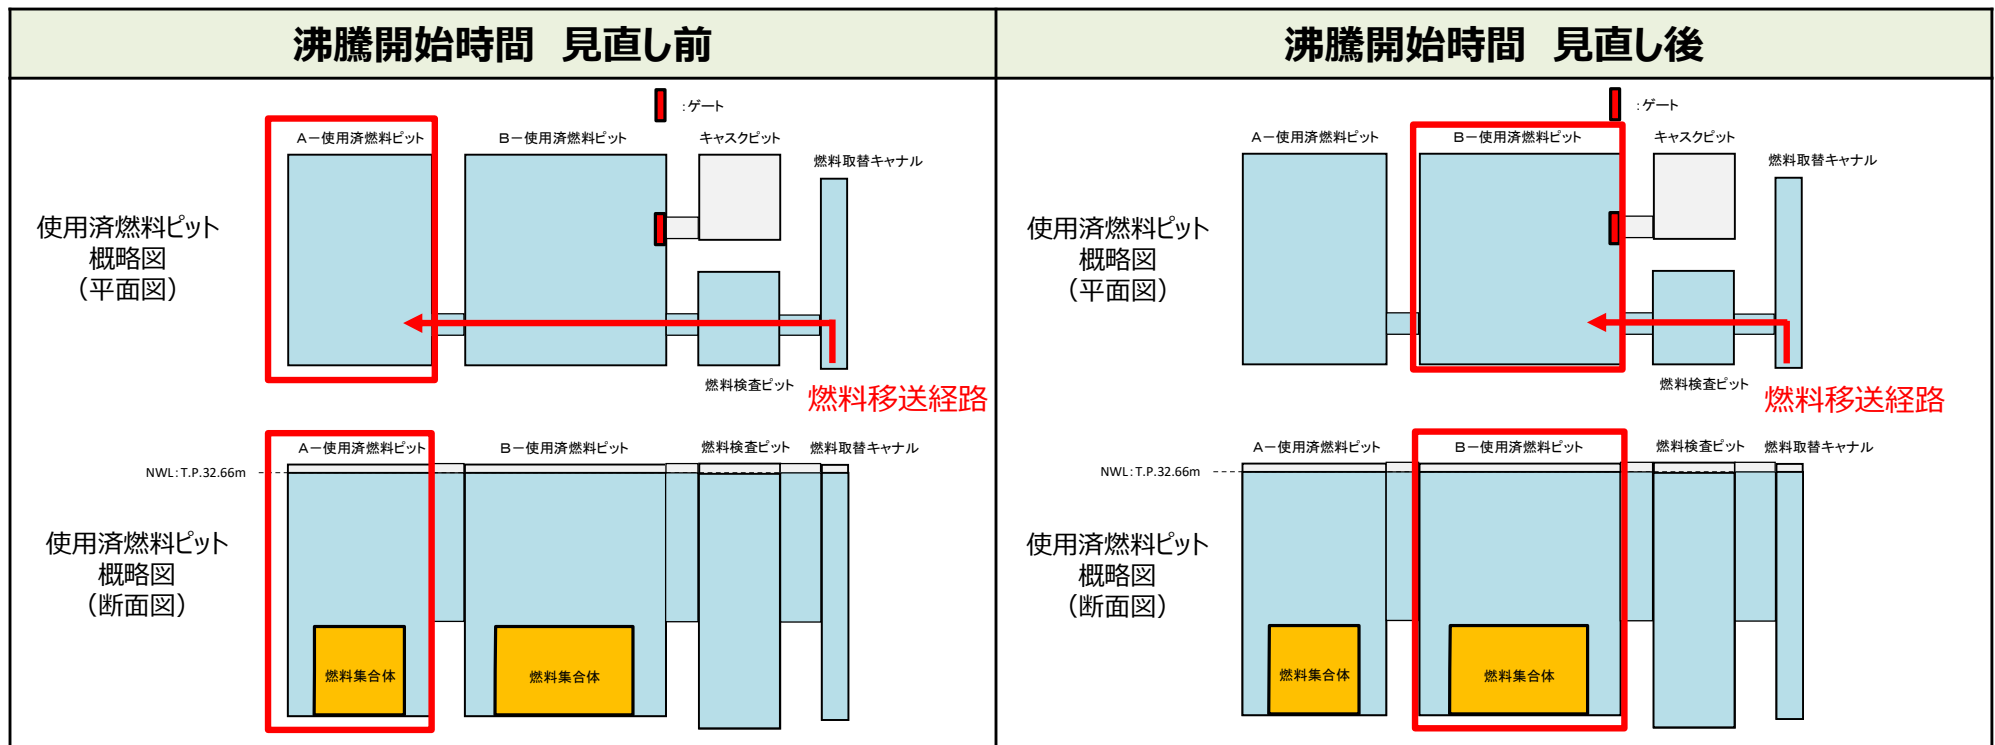 沸騰開始時間　見直し前
沸騰開始時間　見直し後
：ゲート
A－使用済燃料ピット
B－使用済燃料ピット
キャスクピット
燃料取替キャナル
使用済燃料ピット
概略図
（平面図）
燃料検査ピット
燃料移送経路
A－使用済燃料ピット
B－使用済燃料ピット
燃料検査ピット
燃料取替キャナル
NWL：T.P.32.66m
使用済燃料ピット
概略図
（断面図）
燃料集合体
燃料集合体
：ゲート
A－使用済燃料ピット
B－使用済燃料ピット
キャスクピット
燃料取替キャナル
使用済燃料ピット
概略図
（平面図）
燃料検査ピット
燃料移送経路
A－使用済燃料ピット
B－使用済燃料ピット
燃料検査ピット
燃料取替キャナル
NWL：T.P.32.66m
使用済燃料ピット
概略図
（断面図）
燃料集合体
燃料集合体